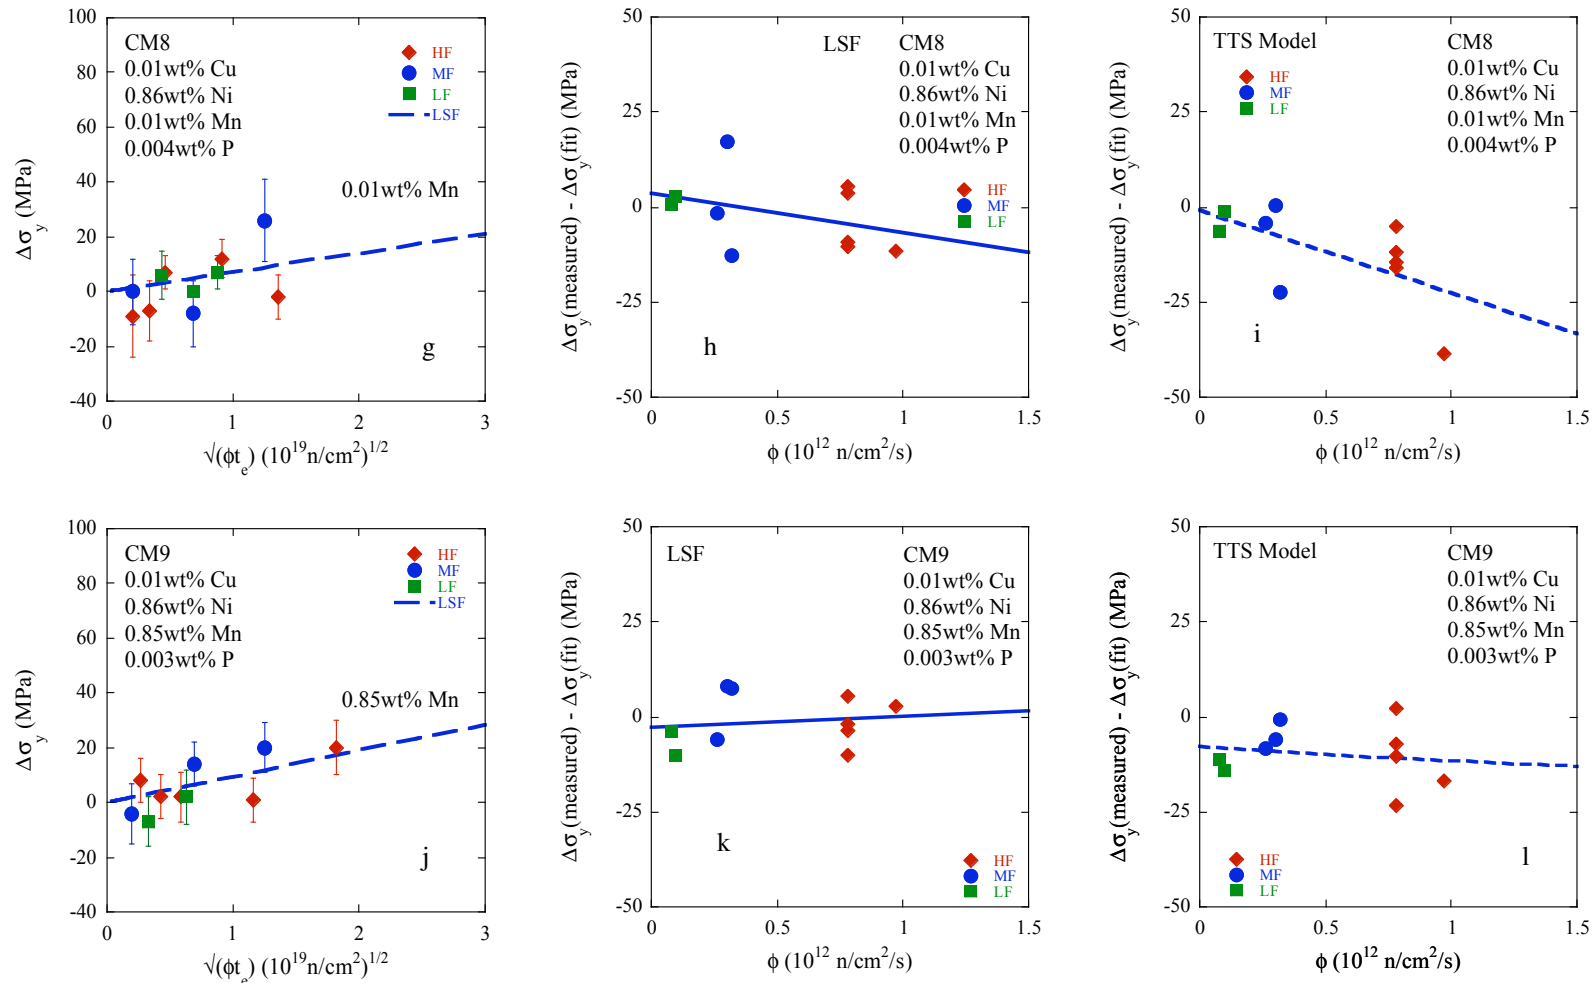 100
80
60
40
20
0
-20
-40
Δσy (MPa)
CM8
0.01wt% Cu
0.86wt% Ni
0.01wt% Mn
0.004wt% P
HF
MF
LF
LSF
0.01wt% Mn
g
0 1 2 3
√(ϕte) (10^19n/cm^2)^1/2
50
25
0
-25
-50
Δσy(measured) - Δσy(fit) (MPa)
LSF
CM8
0.01wt% Cu
0.86wt% Ni
0.01wt% Mn
0.004wt% P
HF
MF
LF
h
0 0.5 1 1.5
ϕ (10^12 n/cm^2/s)
50
25
0
-25
-50
Δσy(measured) - Δσy(fit) (MPa)
TTS Model
HF
MF
LF
CM8
0.01wt% Cu
0.86wt% Ni
0.01wt% Mn
0.004wt% P
i
0 0.5 1 1.5
ϕ (10^12 n/cm^2/s)
100
80
60
40
20
0
-20
-40
Δσy (MPa)
CM9
0.01wt% Cu
0.86wt% Ni
0.85wt% Mn
0.003wt% P
HF
MF
LF
LSF
0.85wt% Mn
j
0 1 2 3
√(ϕte) (10^19n/cm^2)^1/2
50
25
0
-25
-50
Δσy(measured) - Δσy(fit) (MPa)
LSF
CM9
0.01wt% Cu
0.86wt% Ni
0.85wt% Mn
0.003wt% P
k
HF
MF
LF
0 0.5 1 1.5
ϕ (10^12 n/cm^2/s)
50
25
0
-25
-50
Δσy(measured) - Δσy(fit) (MPa)
TTS Model
CM9
0.01wt% Cu
0.86wt% Ni
0.85wt% Mn
0.003wt% P
HF
MF
LF
l
0 0.5 1 1.5
ϕ (10^12 n/cm^2/s)